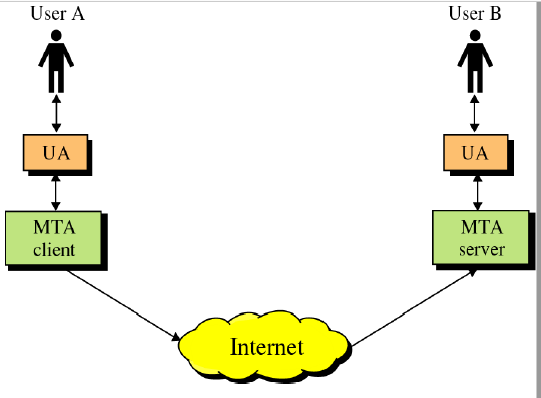 User A
User B
UA
UA
MTA
client
MTA
server
Internet